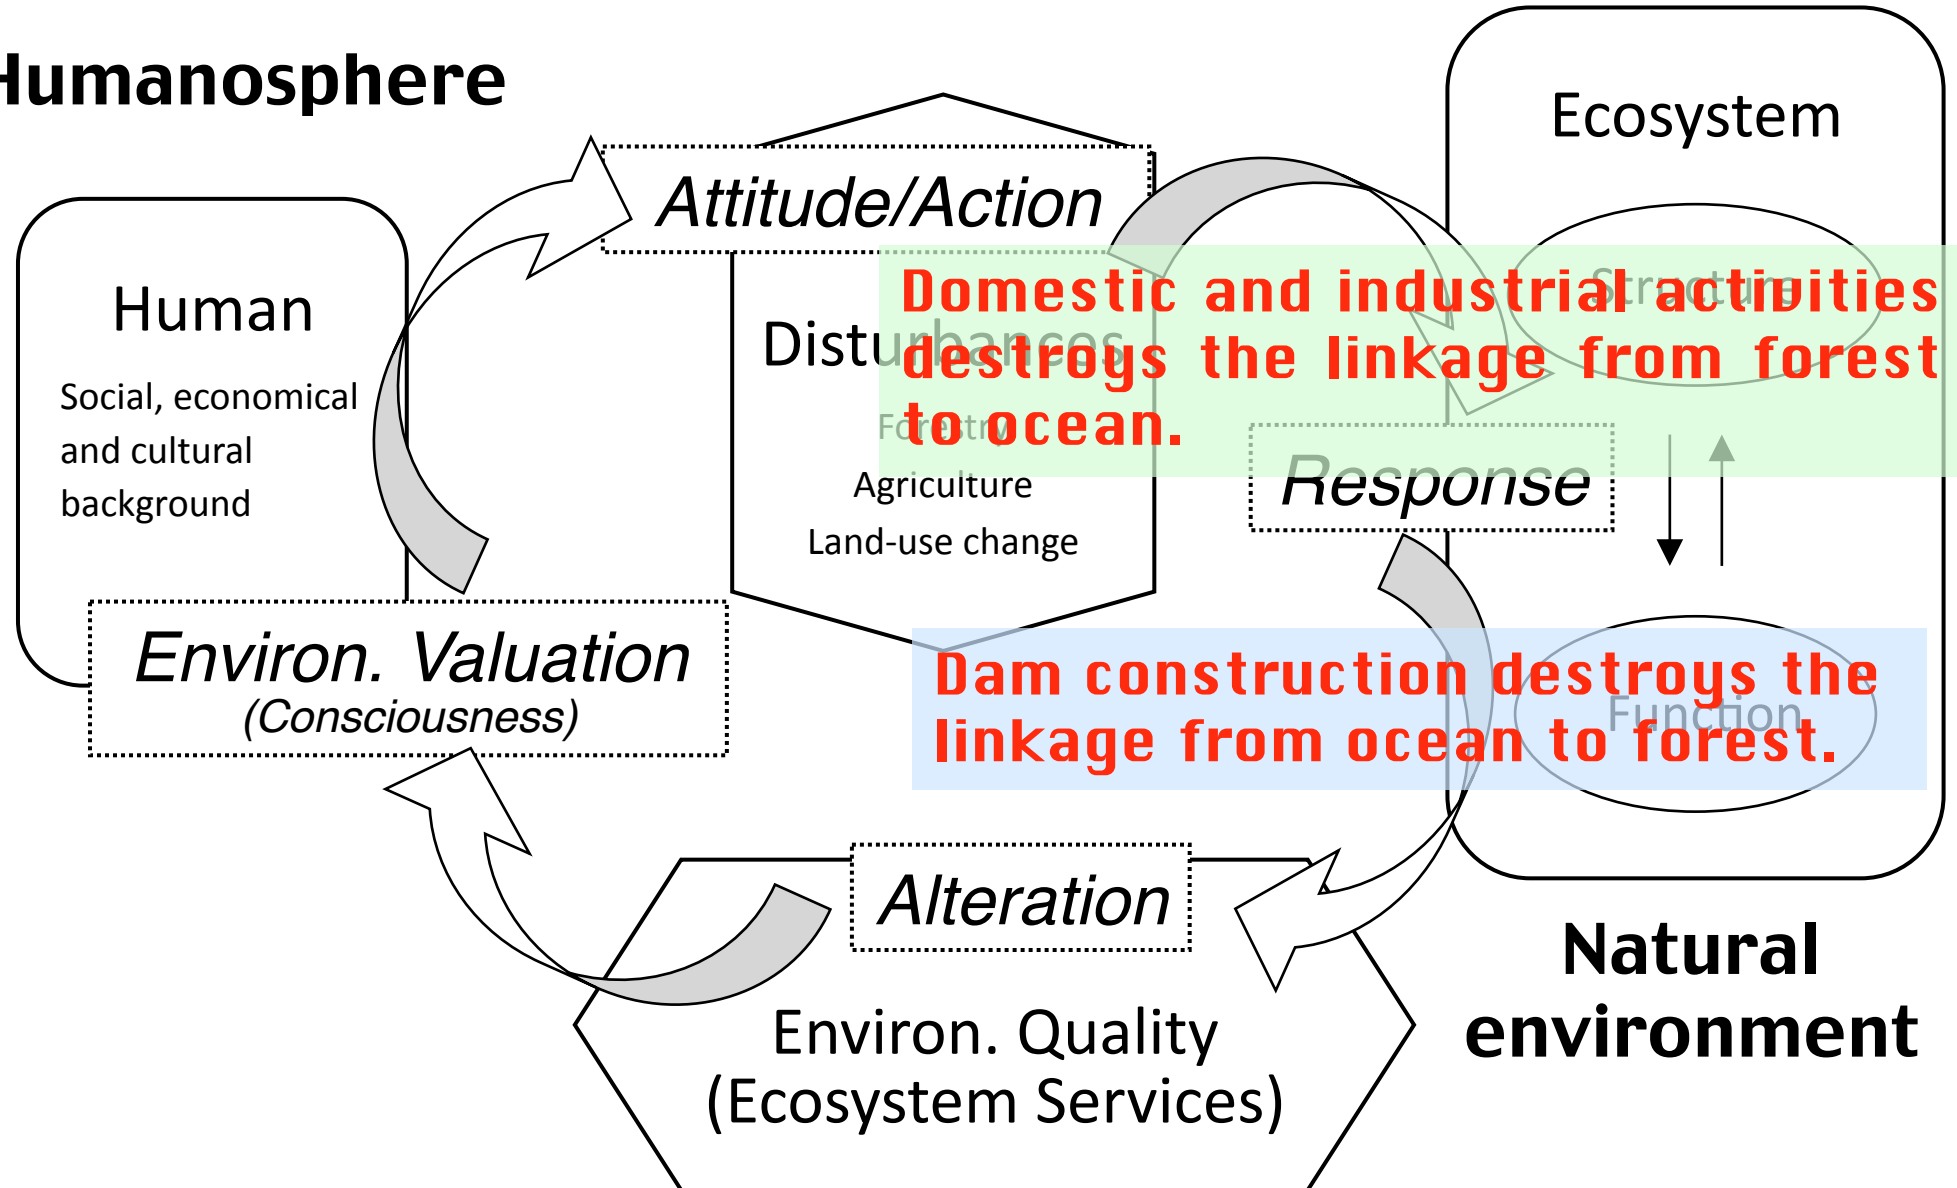 Humanosphere
Ecosystem
Attitude/Action
Human
Social, economical
and cultural
background
Disturbances
Forestry
Agriculture
Land-use change
Domestic and industrial activities
destroys the linkage from forest
to ocean.
Structure
Response
Environ. Valuation
(Consciousness)
Dam construction destroys the
linkage from ocean to forest.
Function
Alteration
Environ. Quality
(Ecosystem Services)
Natural
environment